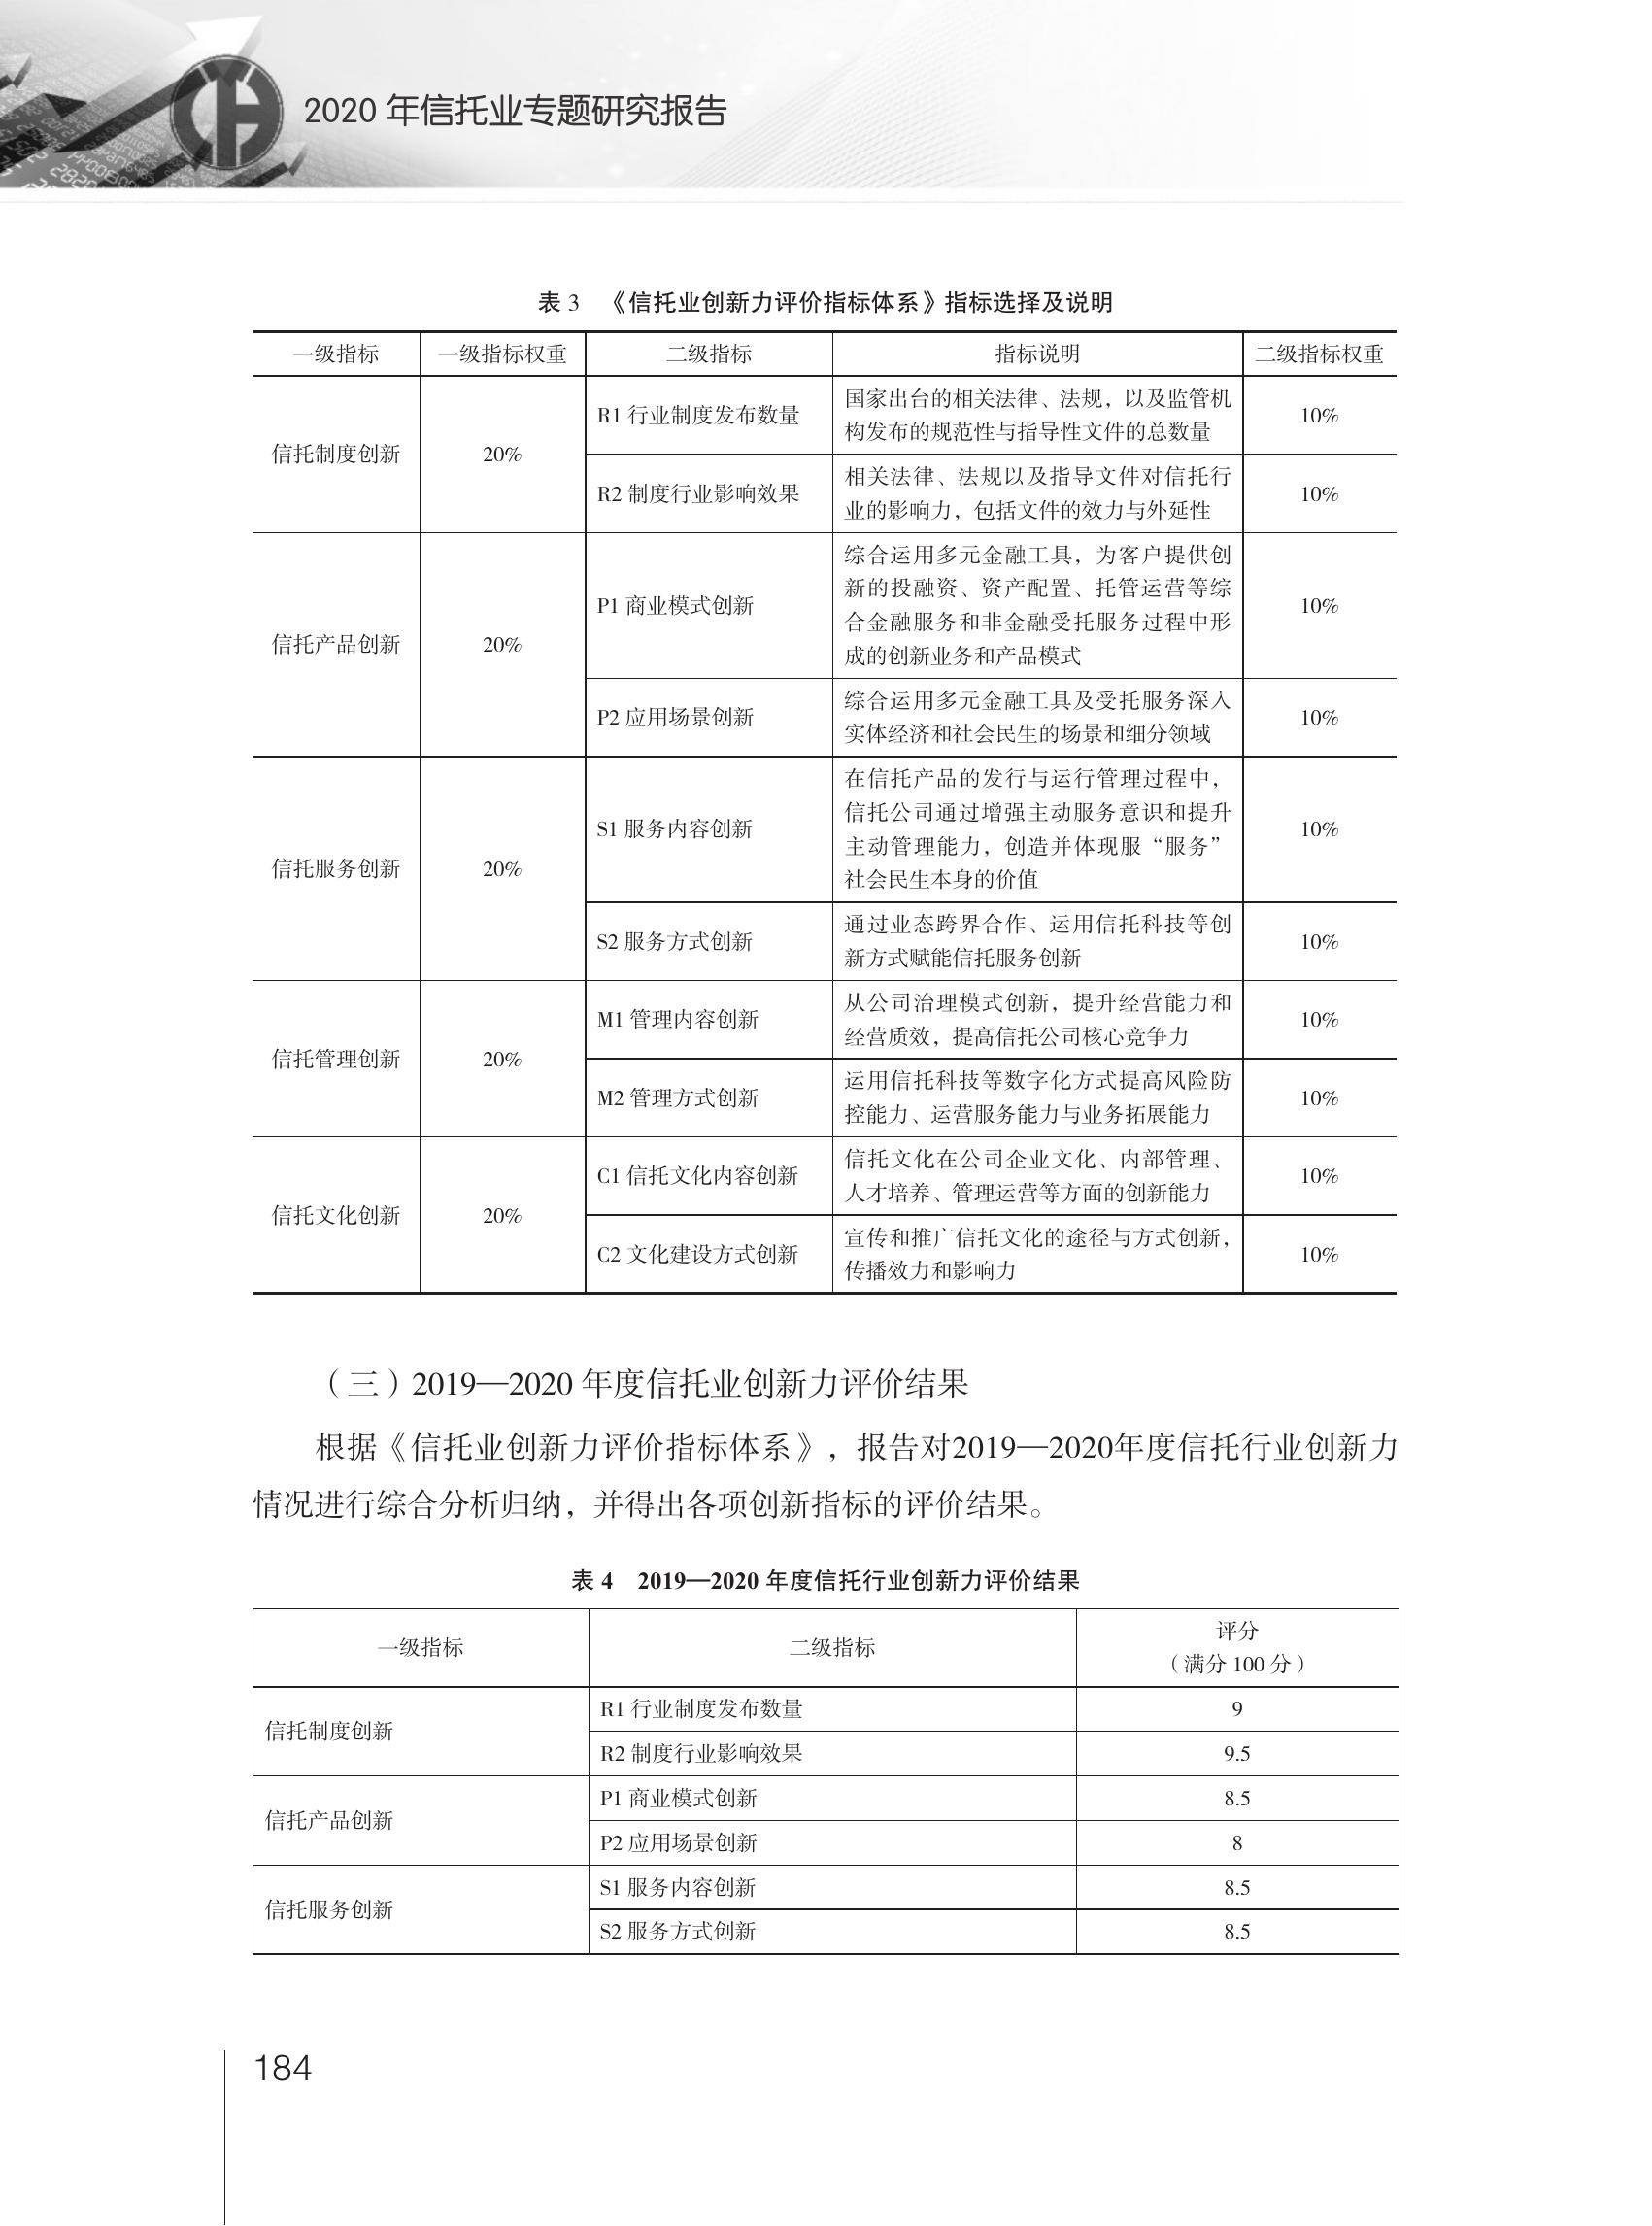 2020 年信托业专题研究报告
表 3 《信托业创新力评价指标体系》指标选择及说明
一级指标 一级指标权重 二级指标 指标说明 二级指标权重
信托制度创新 20%
R1 行业制度发布数量
国家出台的相关法律、法规，以及监管机
构发布的规范性与指导性文件的总数量
10%
R2 制度行业影响效果
相关法律、法规以及指导文件对信托行
业的影响力，包括文件的效力与外延性
10%
信托产品创新 20%
P1 商业模式创新
综合运用多元金融工具，为客户提供创
新的投融资、资产配置、托管运营等综
合金融服务和非金融受托服务过程中形
成的创新业务和产品模式
10%
P2 应用场景创新
综合运用多元金融工具及受托服务深入
实体经济和社会民生的场景和细分领域
10%
信托服务创新 20%
S1 服务内容创新
在信托产品的发行与运行管理过程中，
信托公司通过增强主动服务意识和提升
主动管理能力，创造并体现服“服务”
社会民生本身的价值
10%
S2 服务方式创新
通过业态跨界合作、运用信托科技等创
新方式赋能信托服务创新
10%
信托管理创新 20%
M1 管理内容创新
从公司治理模式创新，提升经营能力和
经营质效，提高信托公司核心竞争力
10%
M2 管理方式创新
运用信托科技等数字化方式提高风险防
控能力、运营服务能力与业务拓展能力
10%
信托文化创新 20%
C1 信托文化内容创新
信托文化在公司企业文化、内部管理、
人才培养、管理运营等方面的创新能力
10%
C2 文化建设方式创新
宣传和推广信托文化的途径与方式创新，
传播效力和影响力
10%
（三）2019—2020 年度信托业创新力评价结果
根据《信托业创新力评价指标体系》，报告对2019—2020年度信托行业创新力
情况进行综合分析归纳，并得出各项创新指标的评价结果。
表 4 2019—2020 年度信托行业创新力评价结果
一级指标 二级指标 评分
（满分 100 分）
信托制度创新
R1 行业制度发布数量 9
R2 制度行业影响效果 9.5
信托产品创新
P1 商业模式创新 8.5
P2 应用场景创新 8
信托服务创新
S1 服务内容创新 8.5
S2 服务方式创新 8.5
184